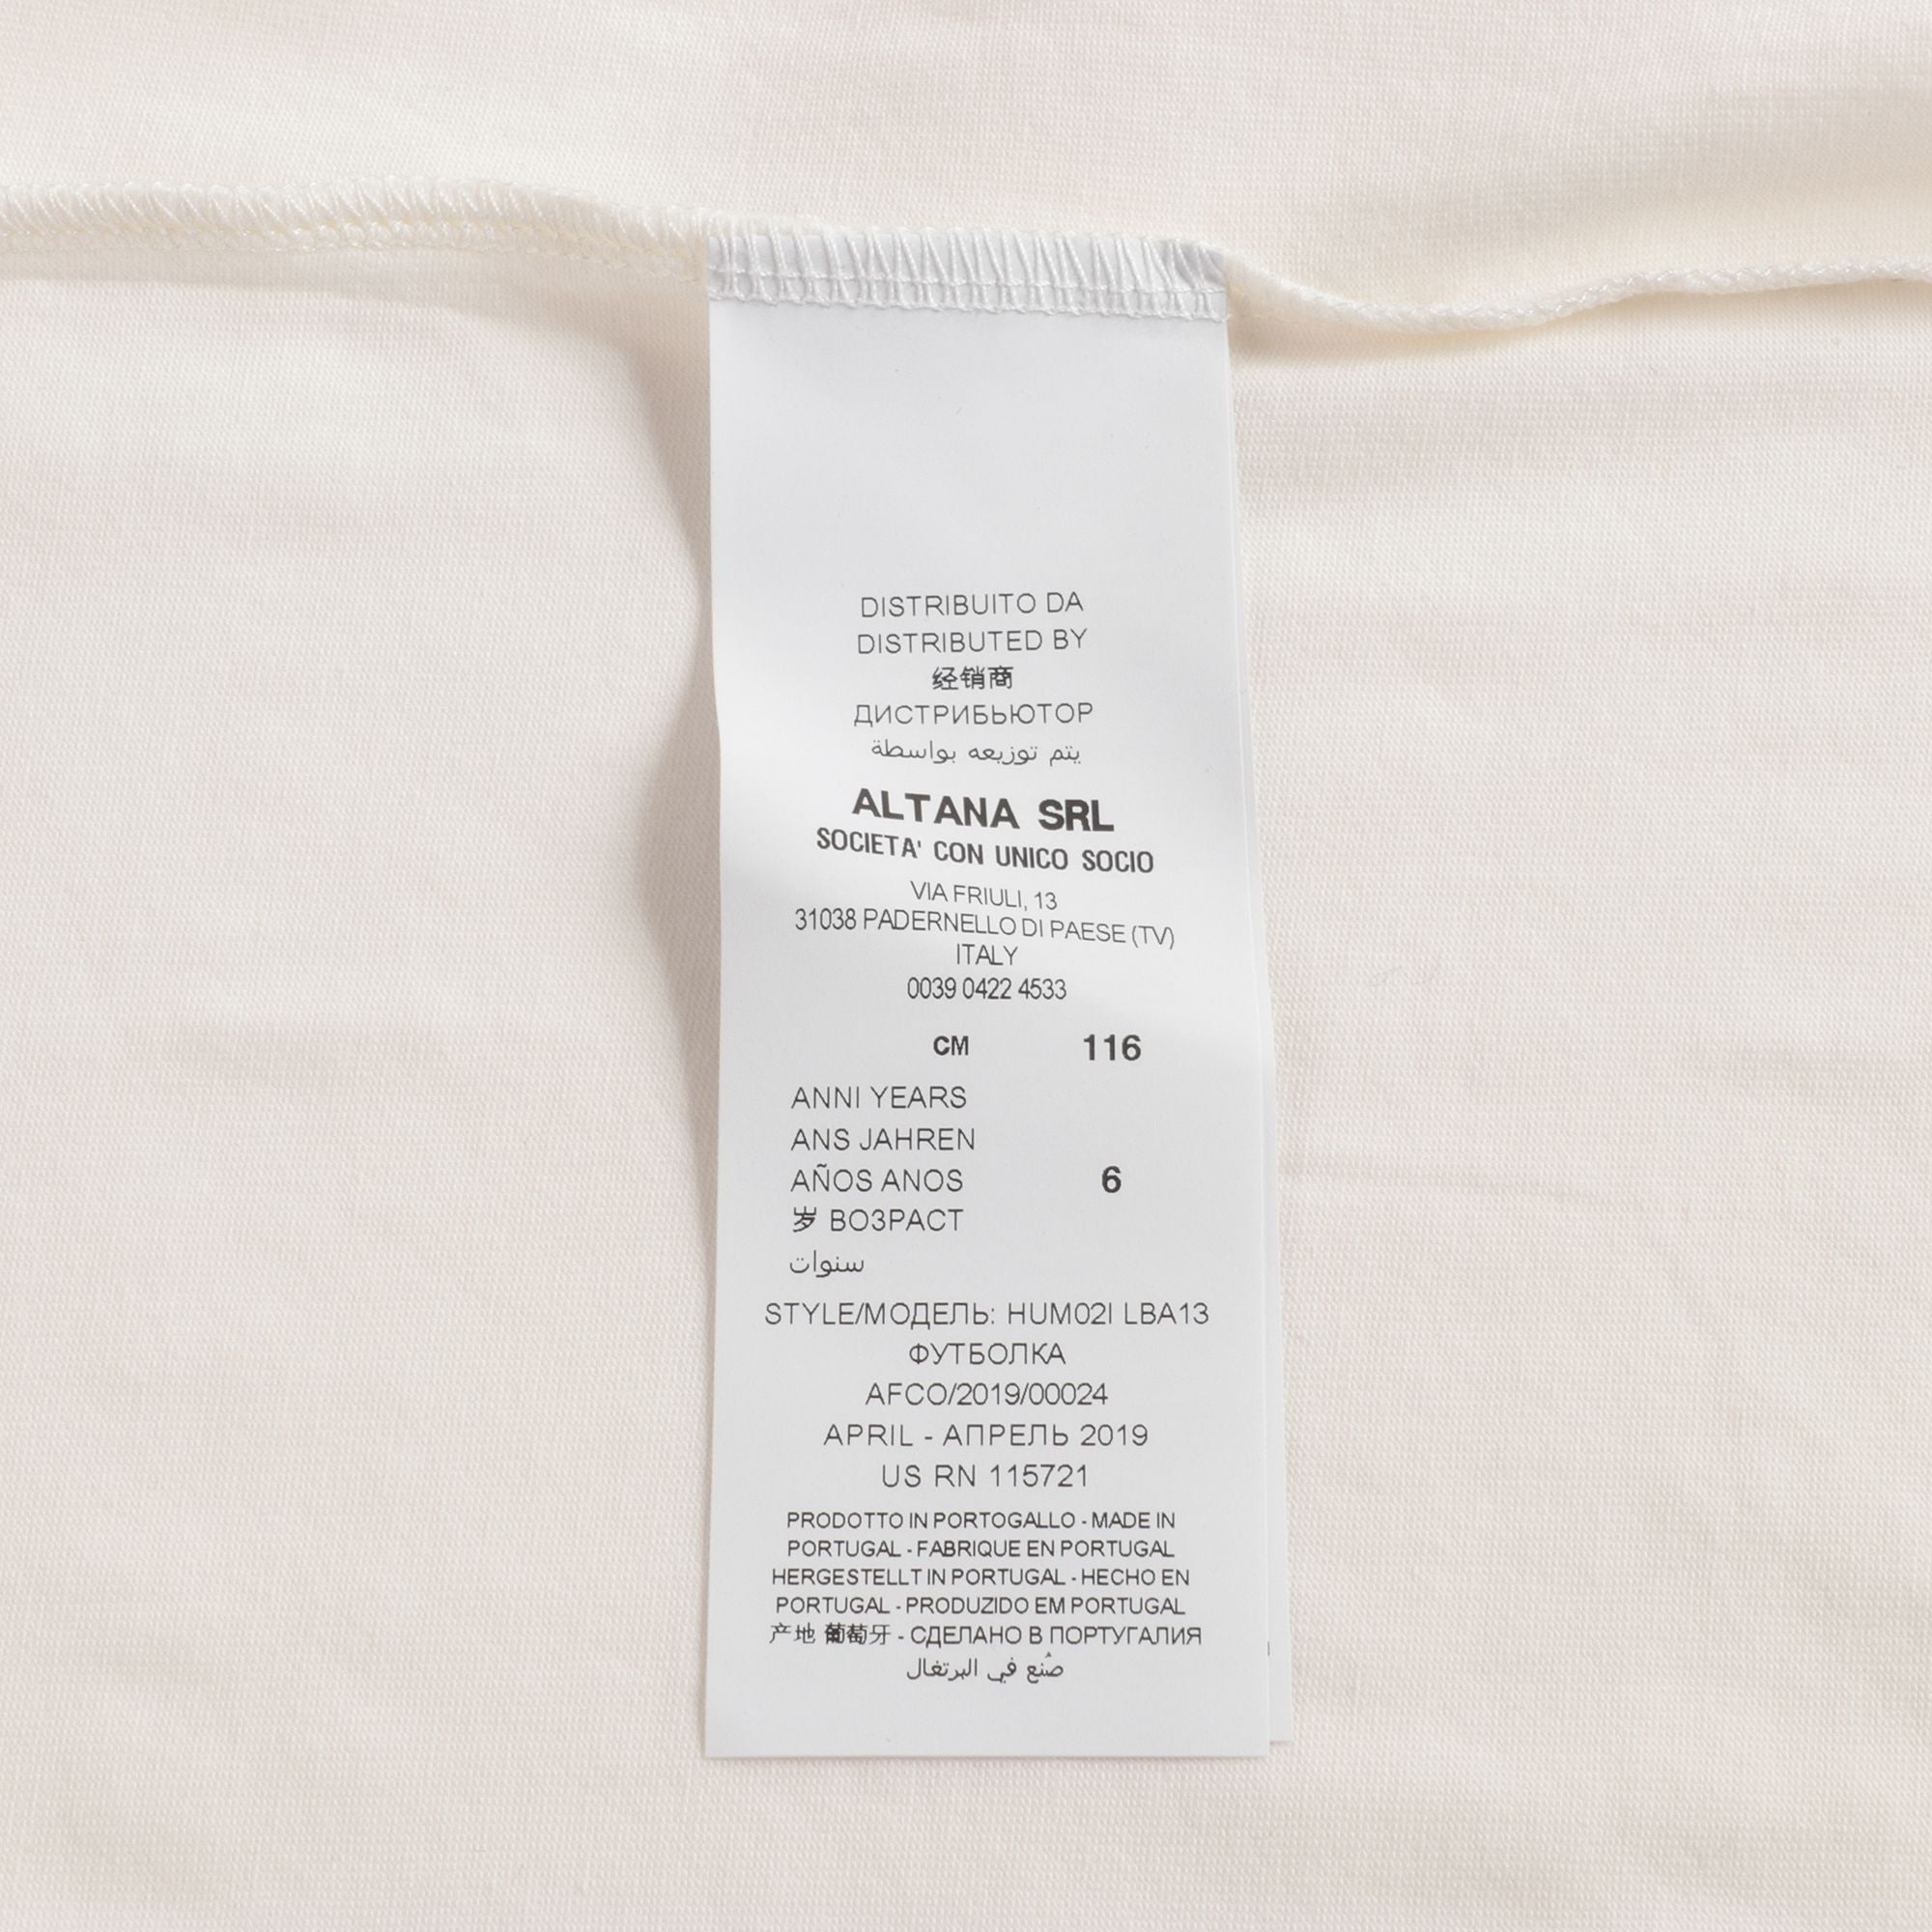 DISTRIBUITO DA
DISTRIBUTED BY
经销商
ДИСТРИБЬЮТОР
يتم توزيعه بواسطة
ALTANA SRL
SOCIETA' CON UNICO SOCIO
VIA FRIULI, 13
31038 PADERNELLO DI PAESE (TV)
ITALY
0039 0422 4533
CM 116
ANNI YEARS
ANS JAHREN
AÑOS ANOS 6
岁 ВОЗРАСТ
سنوات
STYLE/МОДЕЛЬ: HUM02I LBA13
ФУТБОЛКА
AFCO/2019/00024
APRIL - АПРЕЛЬ 2019
US RN 115721
PRODOTTO IN PORTOGALLO - MADE IN
PORTUGAL - FABRIQUE EN PORTUGAL
HERGESTELLT IN PORTUGAL - HECHO EN
PORTUGAL - PRODUZIDO EM PORTUGAL
产地 葡萄牙 - СДЕЛАНО В ПОРТУГАЛИЯ
صُنع في البرتغال